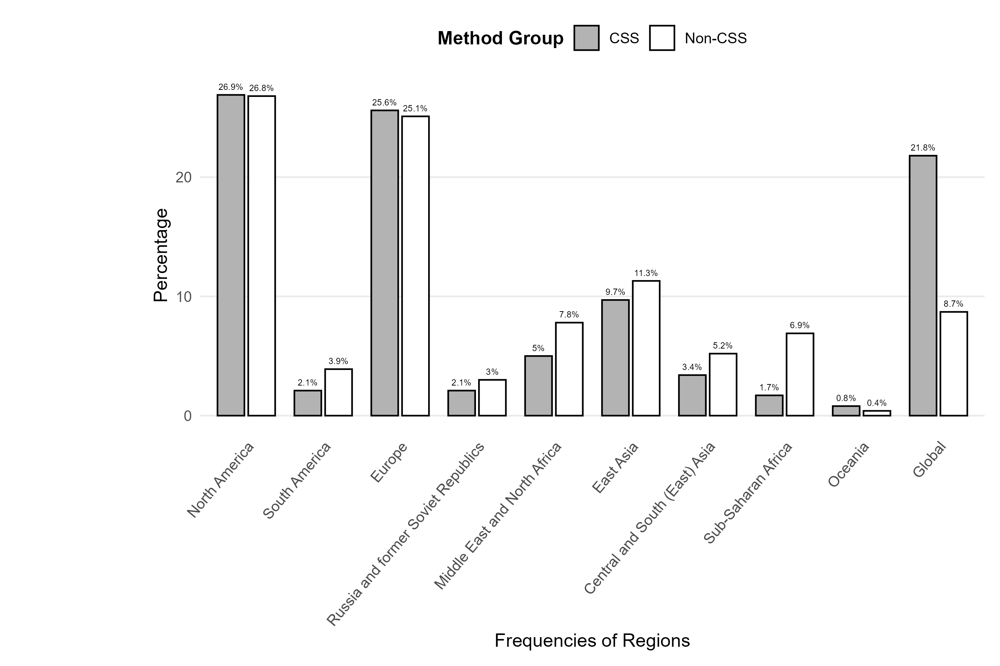 Method Group CSS Non-CSS
26.9% 26.8%
25.6% 25.1%
21.8%
20
Percentage
11.3%
10
9.7%
8.7%
7.8%
6.9%
5.2%
5%
3.9%
3.4%
3%
2.1%
2.1%
1.7%
0.8%
0.4%
0
North America
South America
Europe
Russia and former Soviet Republics
Middle East and North Africa
East Asia
Central and South (East) Asia
Sub-Saharan Africa
Oceania
Global
Frequencies of Regions